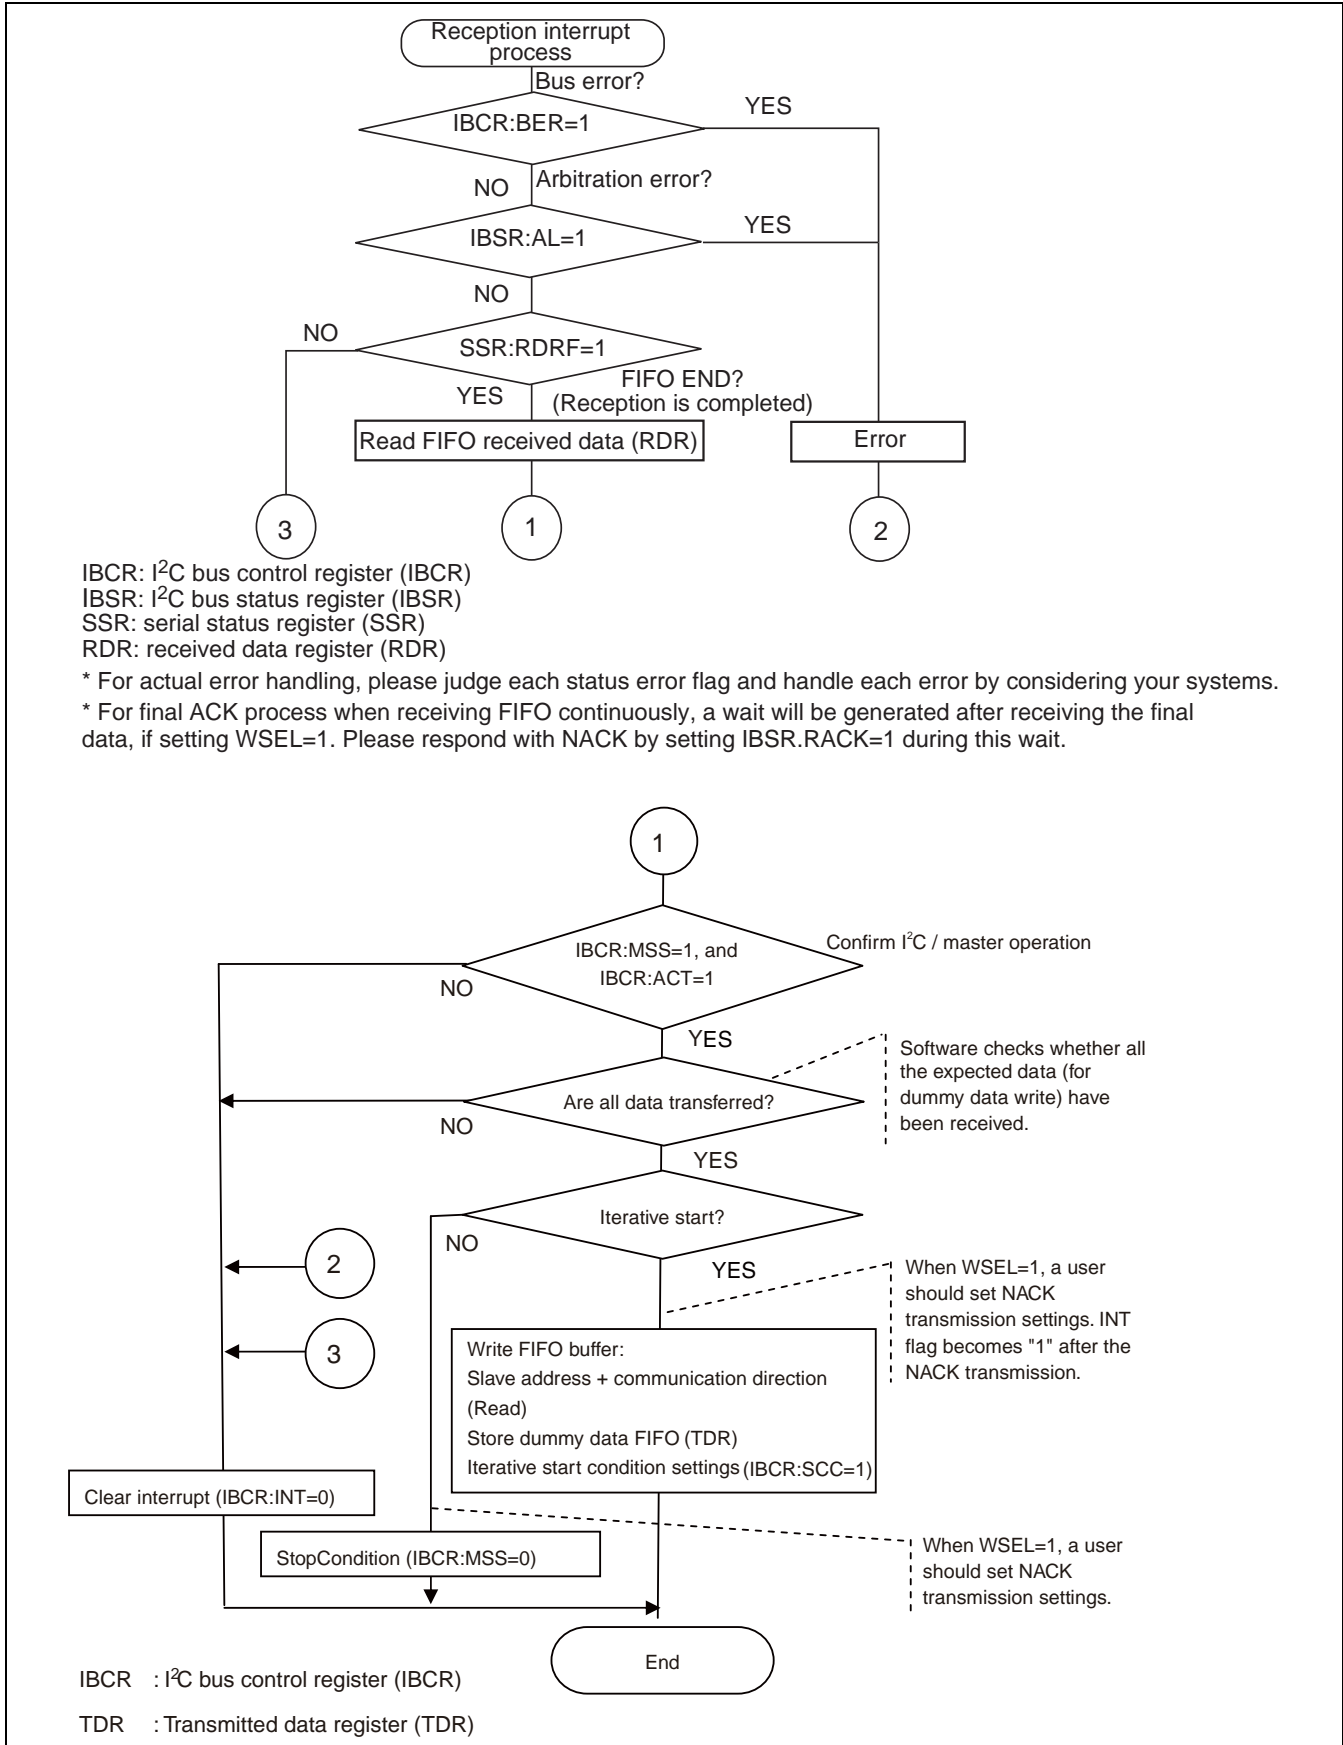 Reception interrupt
process
Bus error?
YES
IBCR:BER=1
NO
Arbitration error?
YES
IBSR:AL=1
NO
NO
SSR:RDRF=1
YES
FIFO END?
(Reception is completed)
Read FIFO received data (RDR)
Error
3
1
2
IBCR: I2C bus control register (IBCR)
IBSR: I2C bus status register (IBSR)
SSR: serial status register (SSR)
RDR: received data register (RDR)
* For actual error handling, please judge each status error flag and handle each error by considering your systems.
* For final ACK process when receiving FIFO continuously, a wait will be generated after receiving the final
data, if setting WSEL=1. Please respond with NACK by setting IBSR.RACK=1 during this wait.
1
IBCR:MSS=1, and
IBCR:ACT=1
Confirm I2C / master operation
NO
YES
Software checks whether all
the expected data (for
dummy data write) have
been received.
Are all data transferred?
NO
YES
Iterative start?
NO
YES
2
When WSEL=1, a user
should set NACK
transmission settings. INT
flag becomes "1" after the
NACK transmission.
3
Write FIFO buffer:
Slave address + communication direction
(Read)
Store dummy data FIFO (TDR)
Iterative start condition settings (IBCR:SCC=1)
Clear interrupt (IBCR:INT=0)
StopCondition (IBCR:MSS=0)
When WSEL=1, a user
should set NACK
transmission settings.
End
IBCR : I2C bus control register (IBCR)
TDR : Transmitted data register (TDR)